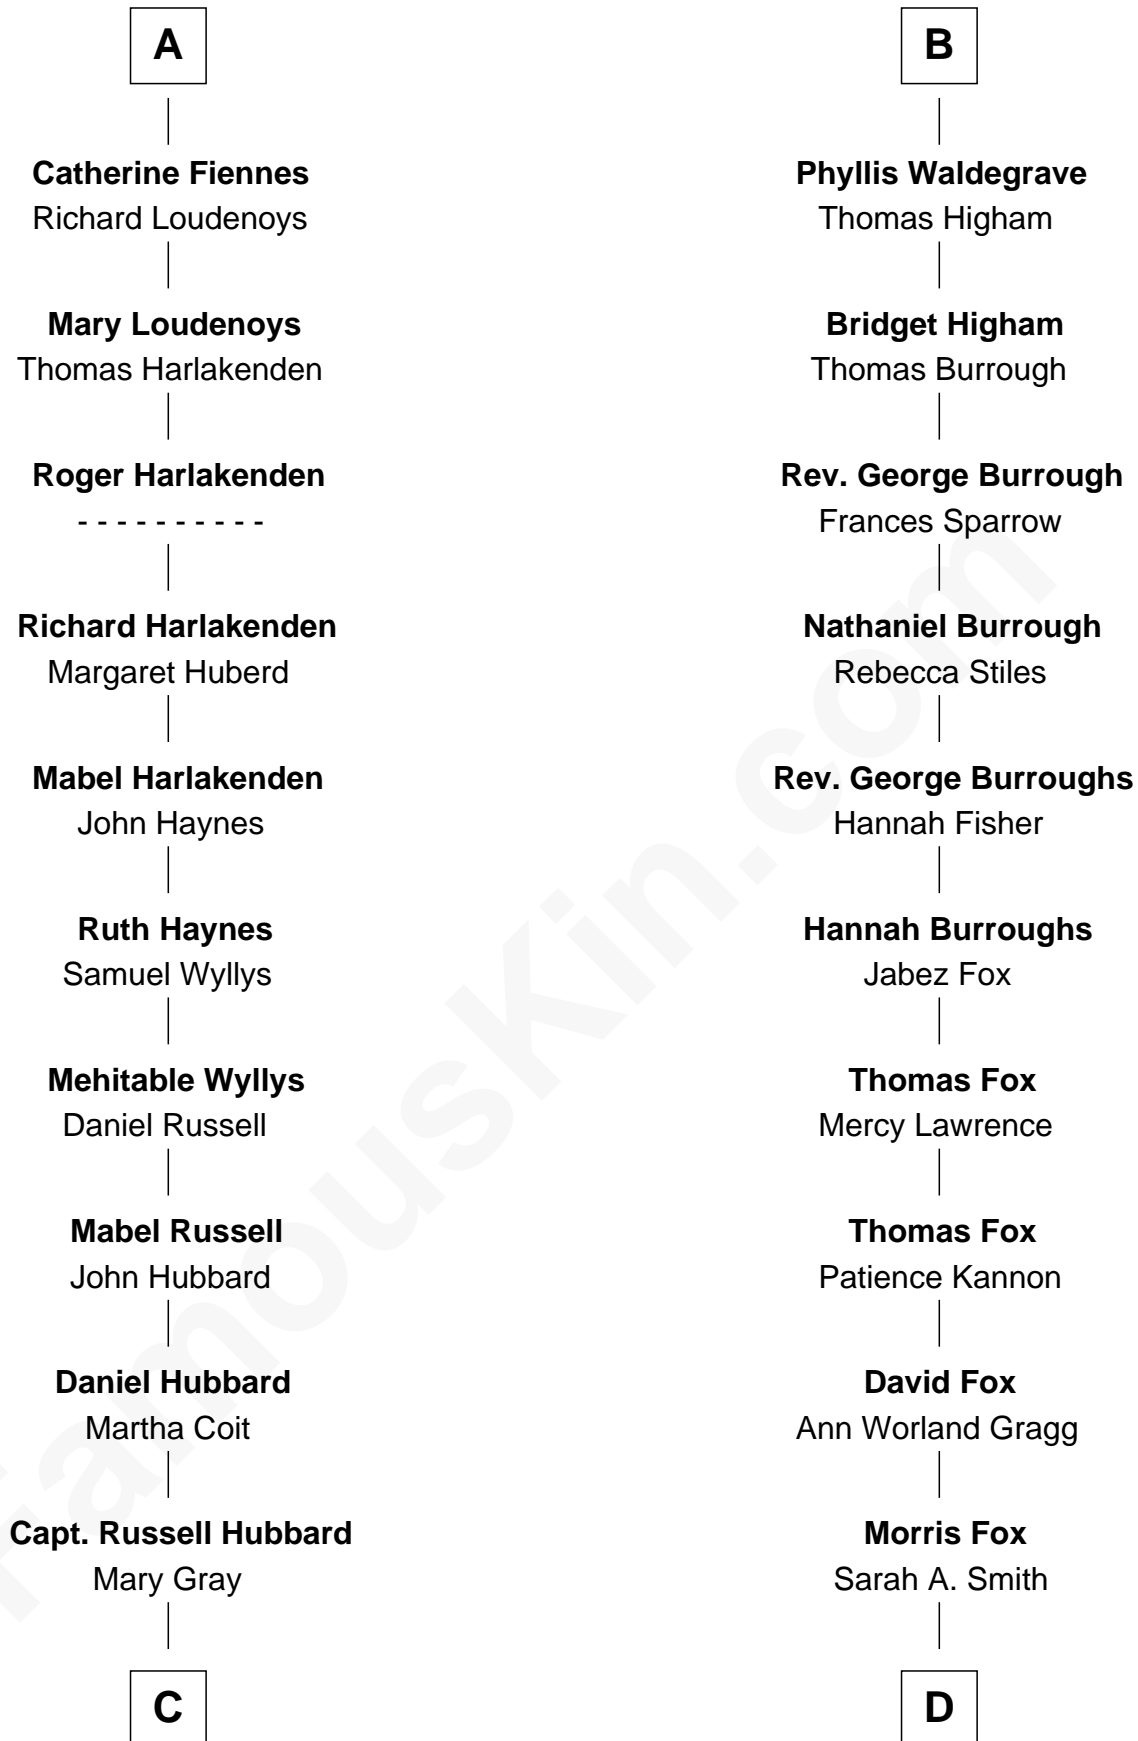 A
Catherine Fiennes
Richard Loudenoys
Mary Loudenoys
Thomas Harlakenden
Roger Harlakenden
- - - - - - - - - -
Richard Harlakenden
Margaret Huberd
Mabel Harlakenden
John Haynes
Ruth Haynes
Samuel Wyllys
Mehitable Wyllys
Daniel Russell
Mabel Russell
John Hubbard
Daniel Hubbard
Martha Coit
Capt. Russell Hubbard
Mary Gray
C
B
Phyllis Waldegrave
Thomas Higham
Bridget Higham
Thomas Burrough
Rev. George Burrough
Frances Sparrow
Nathaniel Burrough
Rebecca Stiles
Rev. George Burroughs
Hannah Fisher
Hannah Burroughs
Jabez Fox
Thomas Fox
Mercy Lawrence
Thomas Fox
Patience Kannon
David Fox
Ann Worland Gragg
Morris Fox
Sarah A. Smith
D
FamousKin.com